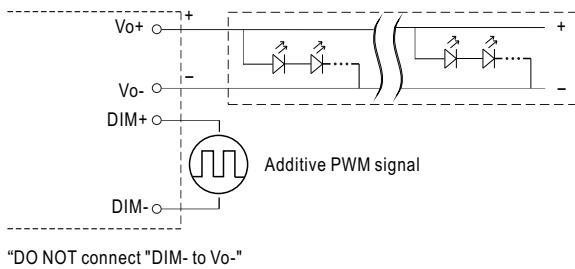 Vo+
+
+
-
Vo-
-
DIM+
Additive PWM signal
DIM-
“DO NOT connect "DIM- to Vo-"